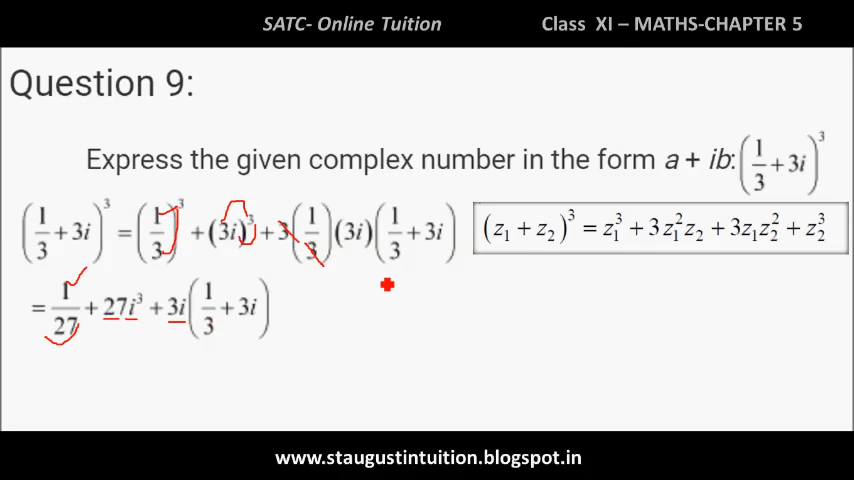 SATC- Online Tuition Class XI – MATHS-CHAPTER 5
Question 9:
Express the given complex number in the form a + ib: (1/3 + 3i)^3
(1/3 + 3i)^3 = (1/3)^3 + (3i)^3 + 3(1/3)(3i)(1/3 + 3i)
(z₁ + z₂)^3 = z₁^3 + 3z₁^2z₂ + 3z₁z₂^2 + z₂^3
= 1/27 + 27i^3 + 3i(1/3 + 3i)
www.staugustintuition.blogspot.in